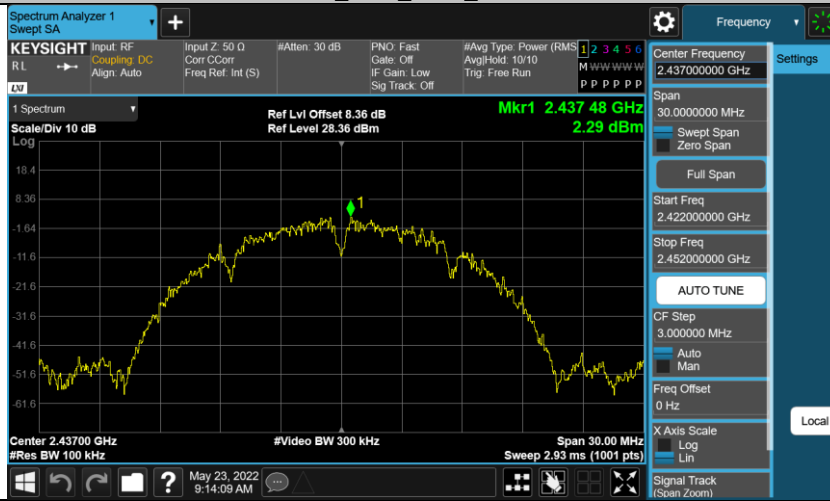 Spectrum Analyzer 1
Swept SA
+
Frequency
KEYSIGHT
R L
LXI
Input: RF
Coupling: DC
Align: Auto
Input Z: 50 Ω
Corr CCorr
Freq Ref: Int (S)
#Atten: 30 dB
PNO: Fast
Gate: Off
IF Gain: Low
Sig Track: Off
#Avg Type: Power (RMS
Avg|Hold: 10/10
Trig: Free Run
1 2 3 4 5 6
M W W W W W
P P P P P P
1 Spectrum
Scale/Div 10 dB
Log
Ref Lvl Offset 8.36 dB
Ref Level 28.36 dBm
Mkr1 2.437 48 GHz
2.29 dBm
18.4
8.36
-1.64
-11.6
-21.6
-31.6
-41.6
-51.6
-61.6
1
Center 2.43700 GHz
#Res BW 100 kHz
#Video BW 300 kHz
Span 30.00 MHz
Sweep 2.93 ms (1001 pts)
?
May 23, 2022
9:14:09 AM
Center Frequency
2.437000000 GHz
Span
30.0000000 MHz
Swept Span
Zero Span
Full Span
Start Freq
2.422000000 GHz
Stop Freq
2.452000000 GHz
AUTO TUNE
CF Step
3.000000 MHz
Auto
Man
Freq Offset
0 Hz
X Axis Scale
Log
Lin
Signal Track
(Span Zoom)
Settings
Local